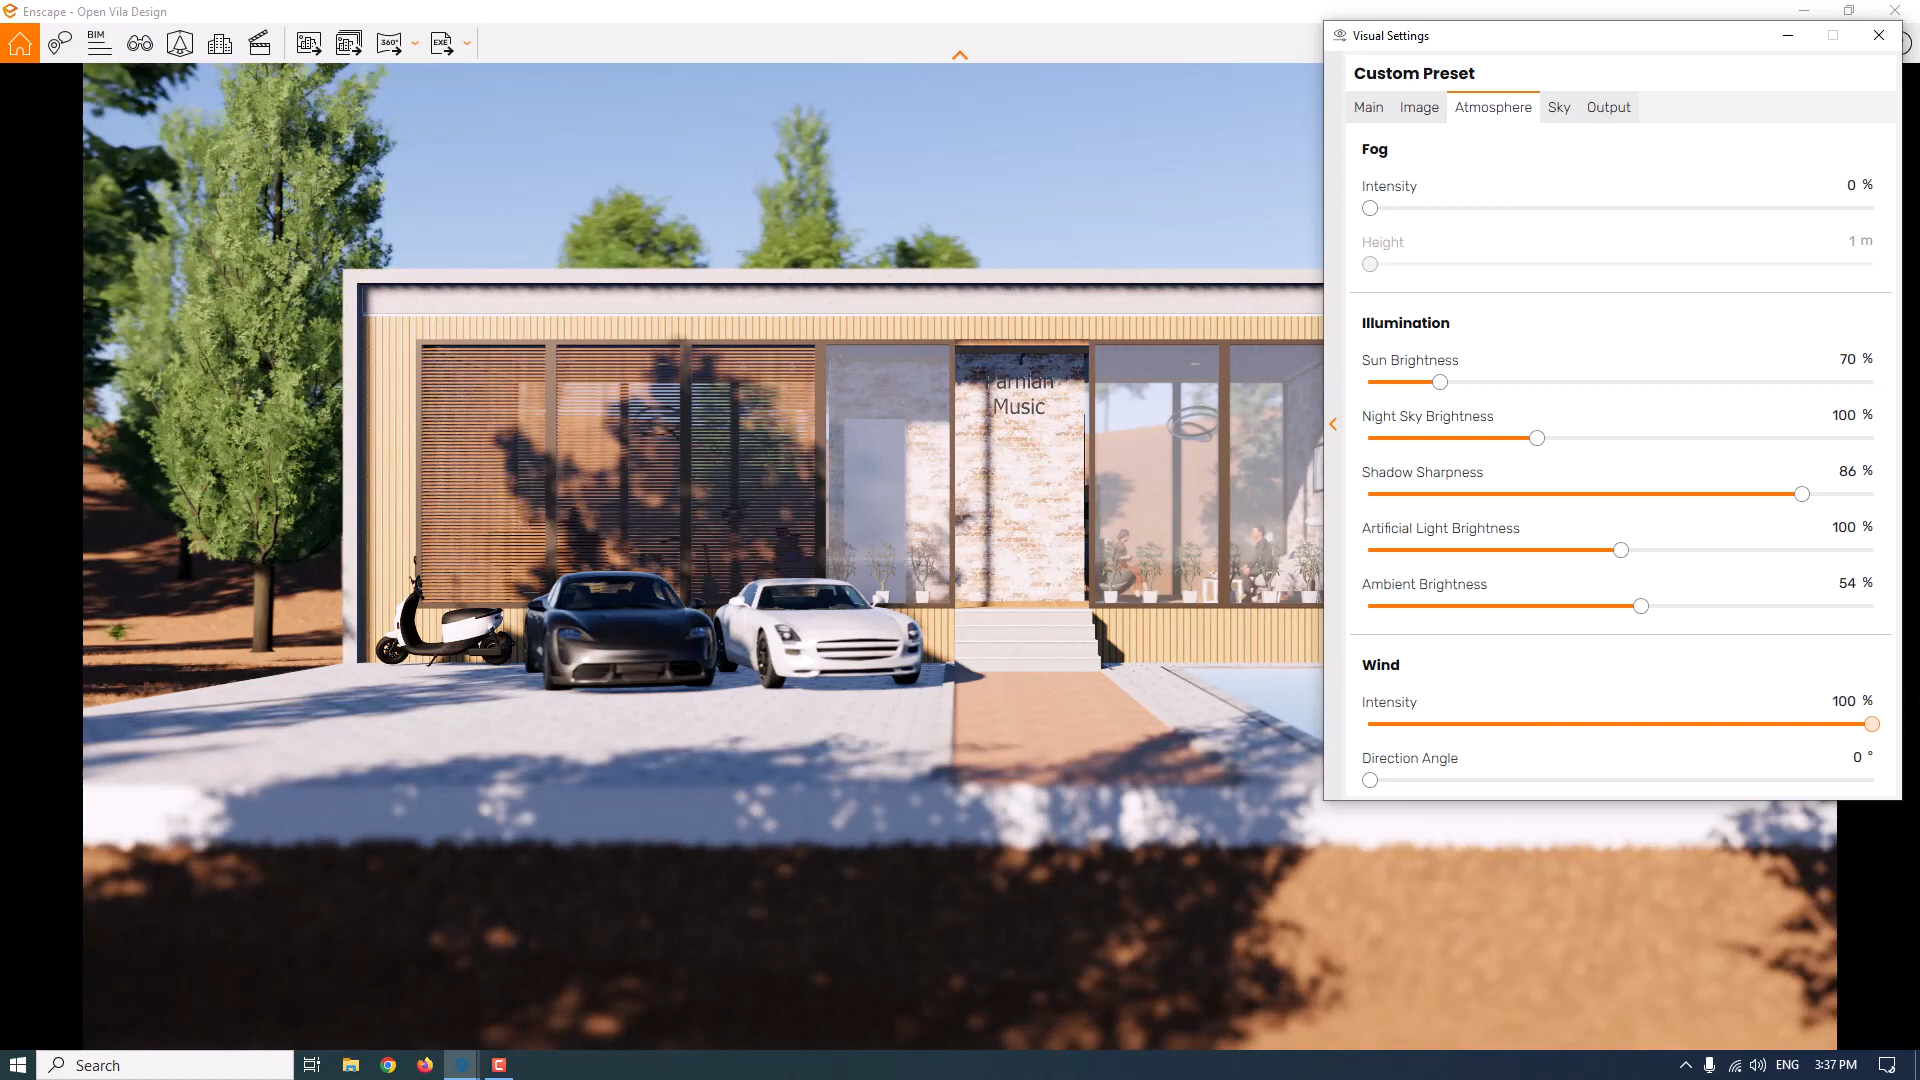 Enscape - Open Vila Design
BIM
360°
EXE
Visual Settings
Custom Preset
Main Image Atmosphere Sky Output
Fog
Intensity 0 %
Height 1 m
Illumination
Sun Brightness 70 %
Night Sky Brightness 100 %
Shadow Sharpness 86 %
Artificial Light Brightness 100 %
Ambient Brightness 54 %
Wind
Intensity 100 %
Direction Angle 0 °
Parnian
Music
Search
ENG 3:37 PM